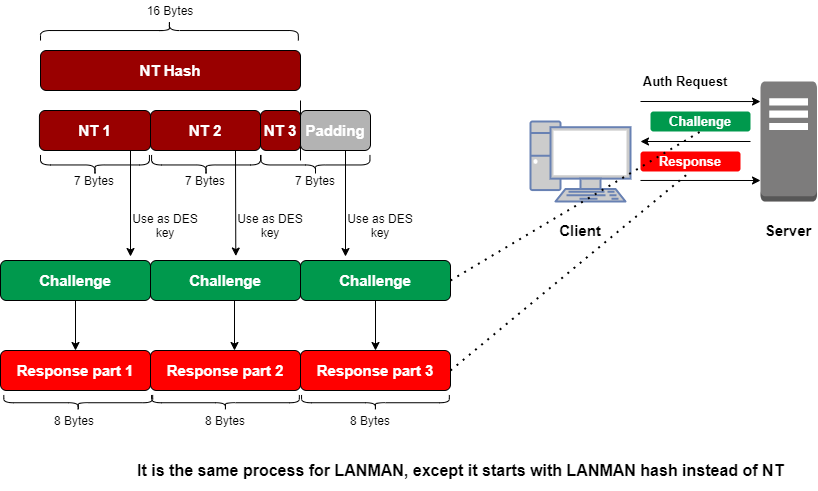 16 Bytes
NT Hash
NT 1
NT 2
NT 3
Padding
7 Bytes
7 Bytes
7 Bytes
Use as DES
key
Use as DES
key
Use as DES
key
Challenge
Challenge
Challenge
Response part 1
Response part 2
Response part 3
8 Bytes
8 Bytes
8 Bytes
Auth Request
Challenge
Response
Client
Server
It is the same process for LANMAN, except it starts with LANMAN hash instead of NT